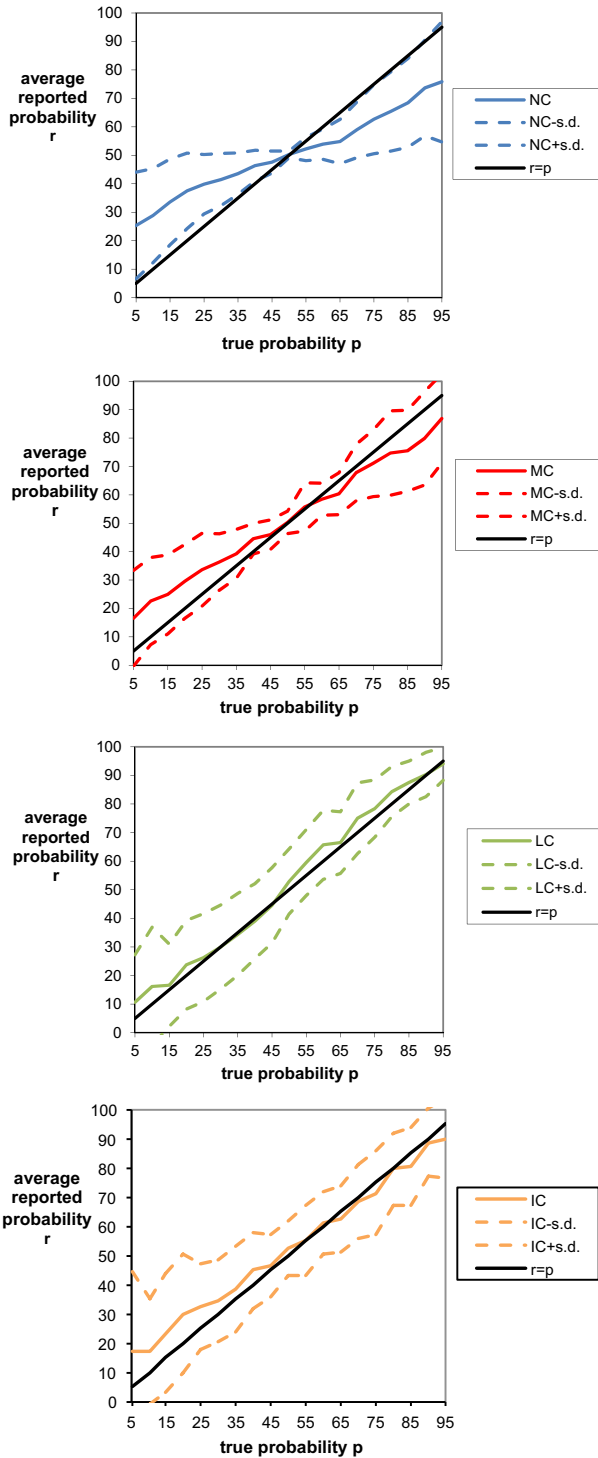 100
90
80
70
60
50
40
30
20
10
0
average
reported
probability
r
5 15 25 35 45 55 65 75 85 95
true probability p
NC
NC-s.d.
NC+s.d.
r=p
100
90
80
70
60
50
40
30
20
10
0
average
reported
probability
r
5 15 25 35 45 55 65 75 85 95
true probability p
MC
MC-s.d.
MC+s.d.
r=p
100
90
80
70
60
50
40
30
20
10
0
average
reported
probability
r
5 15 25 35 45 55 65 75 85 95
true probability p
LC
LC-s.d.
LC+s.d.
r=p
100
90
80
70
60
50
40
30
20
10
0
average
reported
probability
r
5 15 25 35 45 55 65 75 85 95
true probability p
IC
IC-s.d.
IC+s.d.
r=p